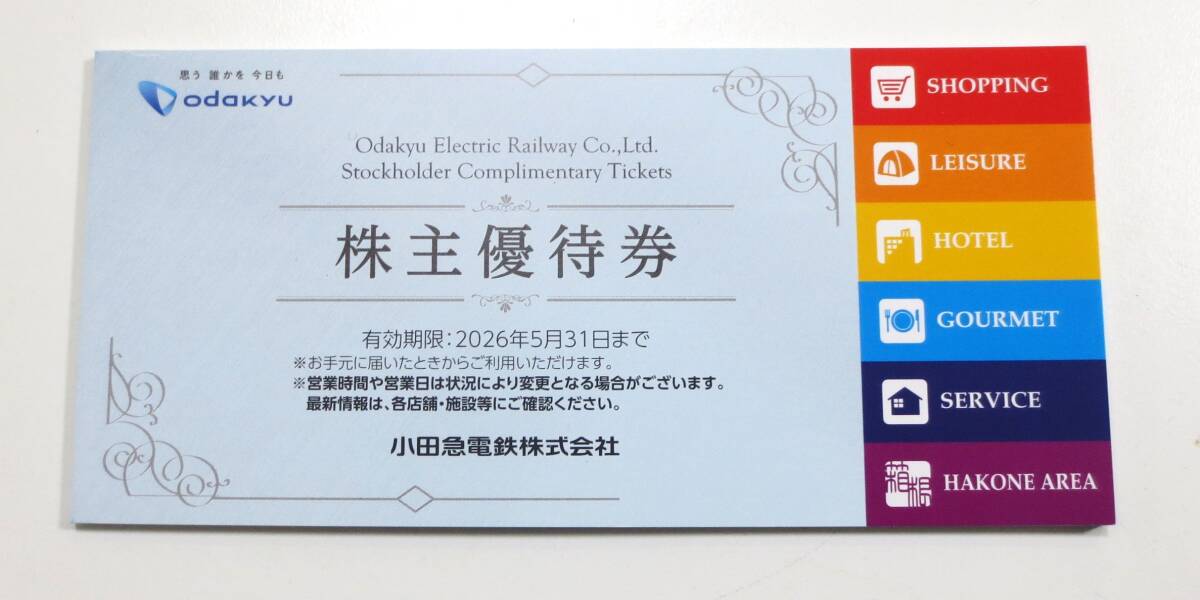 思う 誰かを 今日も
odakyu
Odakyu Electric Railway Co.,Ltd.
Stockholder Complimentary Tickets
株主優待券
有効期限：2026年5月31日まで
※お手元に届いたときからご利用いただけます。
※営業時間や営業日は状況により変更となる場合がございます。
最新情報は、各店舗・施設等にご確認ください。
小田急電鉄株式会社
SHOPPING
LEISURE
HOTEL
GOURMET
SERVICE
箱根
HAKONE AREA